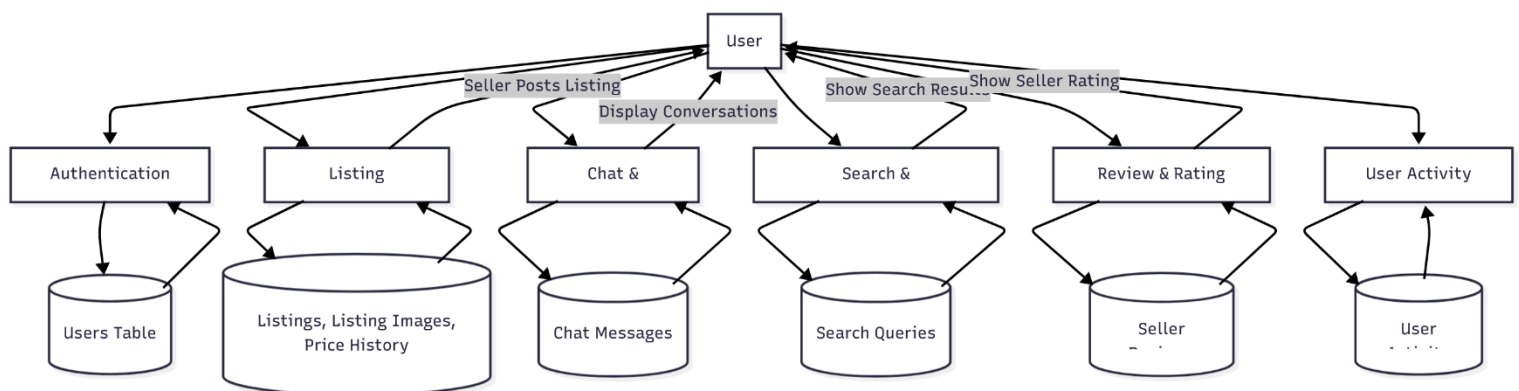 User
Seller Posts Listing
Show Search Results
Show Seller Rating
Display Conversations
Authentication
Listing
Chat &
Search &
Review & Rating
User Activity
Users Table
Listings, Listing Images,
Price History
Chat Messages
Search Queries
Seller
User